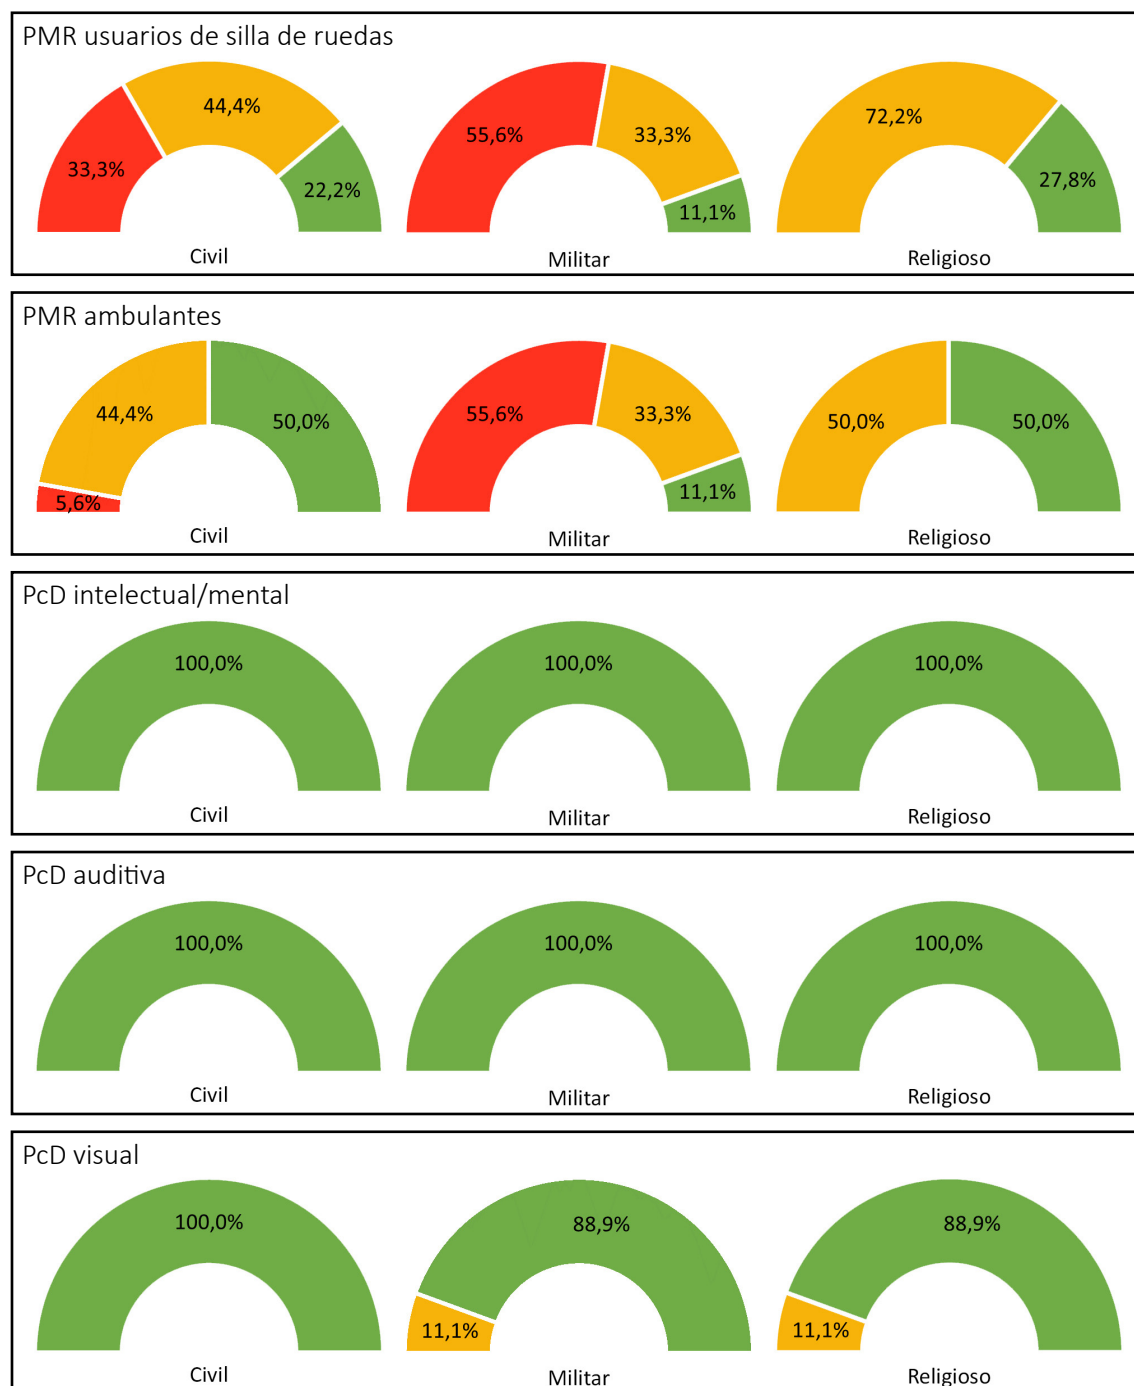 PMR usuarios de silla de ruedas
33,3%
44,4%
22,2%
55,6%
33,3%
11,1%
72,2%
27,8%
Civil
Militar
Religioso
PMR ambulantes
5,6%
44,4%
50,0%
55,6%
33,3%
11,1%
50,0%
50,0%
Civil
Militar
Religioso
PcD intelectual/mental
100,0%
100,0%
100,0%
Civil
Militar
Religioso
PcD auditiva
100,0%
100,0%
100,0%
Civil
Militar
Religioso
PcD visual
100,0%
11,1%
88,9%
11,1%
88,9%
Civil
Militar
Religioso